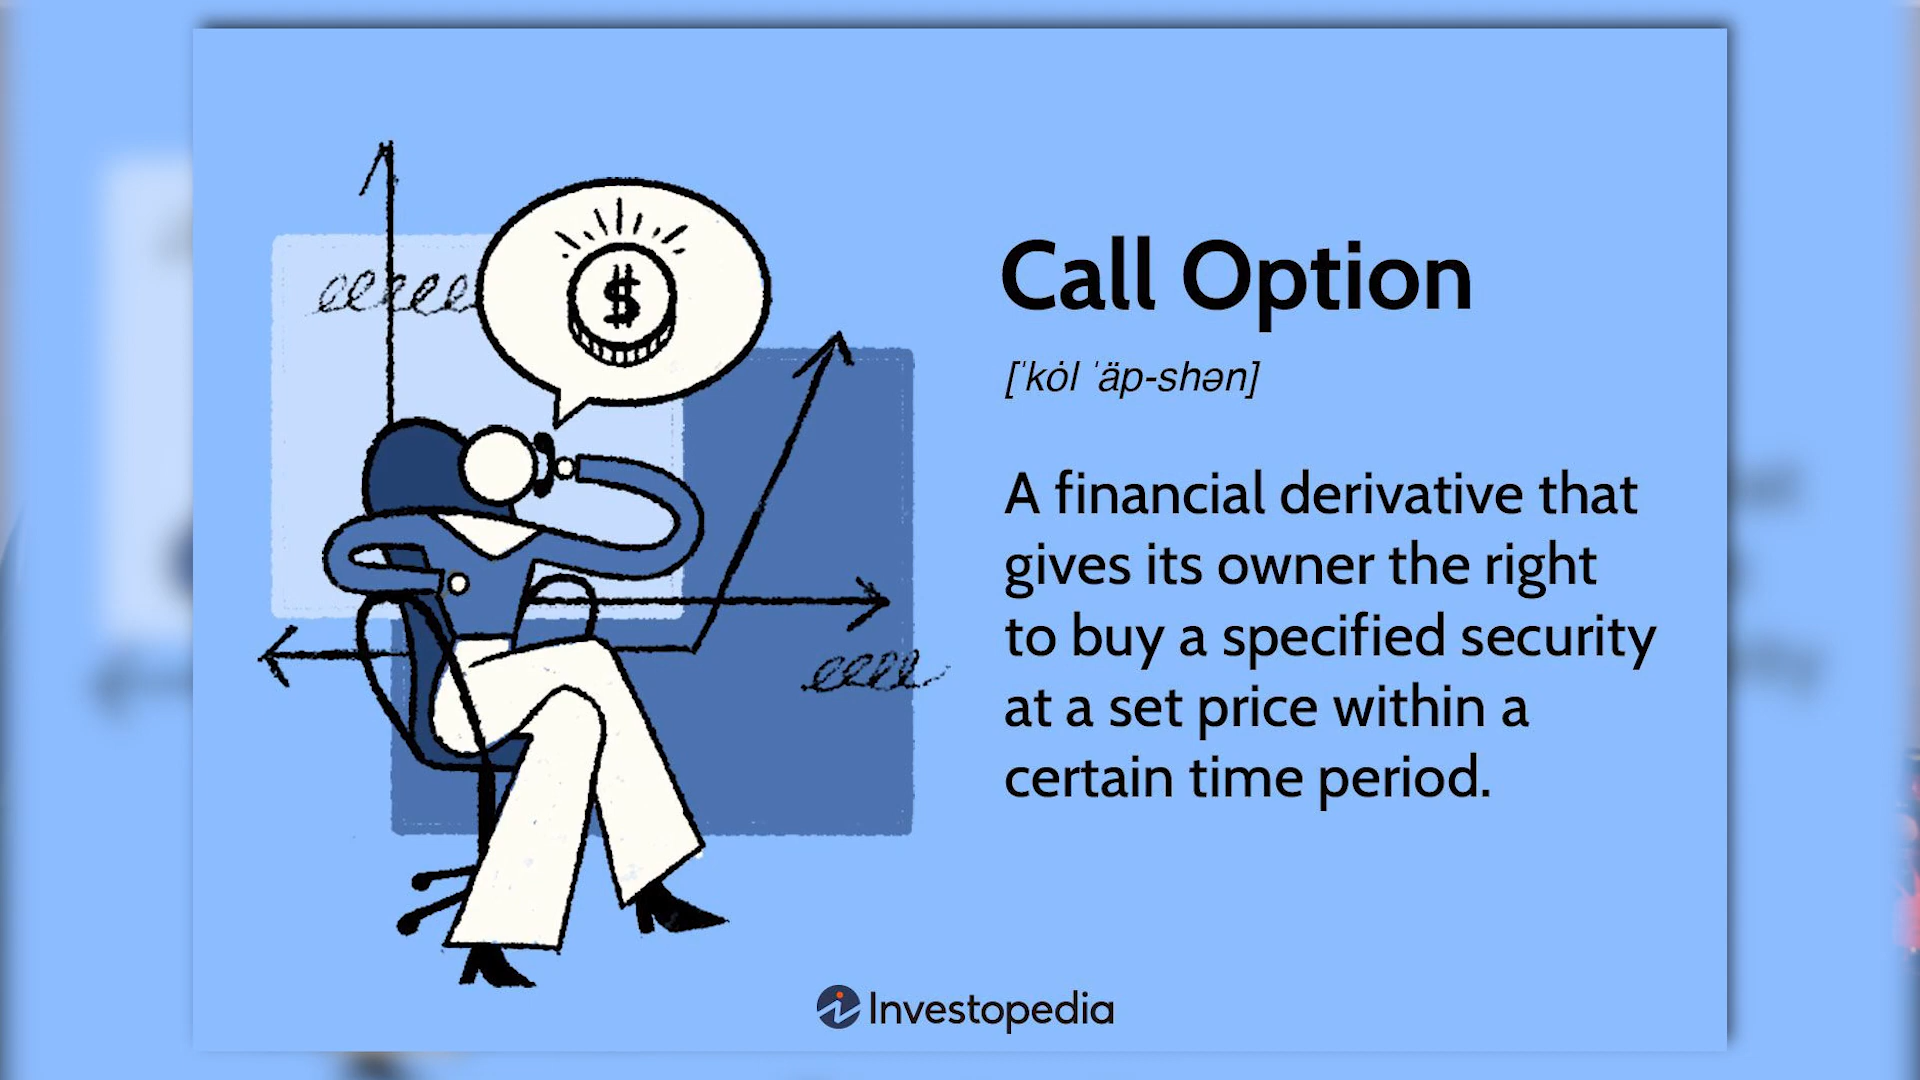 Call Option
[ˈkȯl ˈäp-shən]
A financial derivative that
gives its owner the right
to buy a specified security
at a set price within a
certain time period.
$
Investopedia